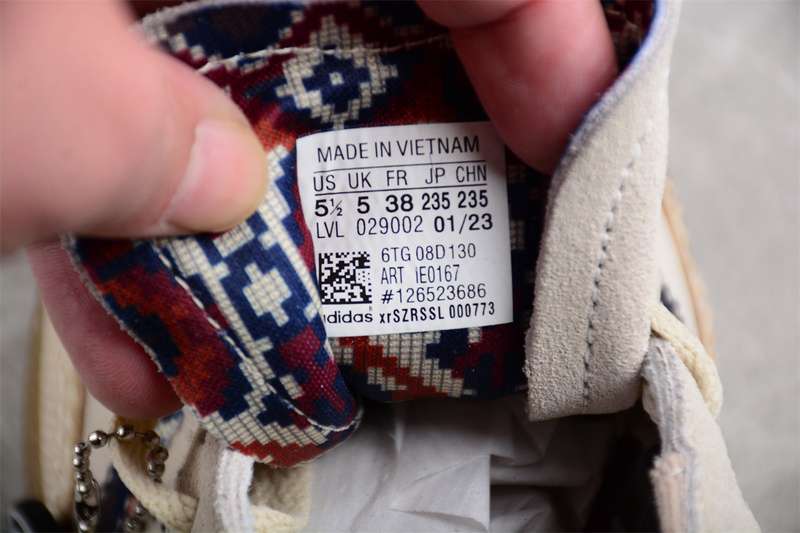 MADE IN VIETNAM
US UK FR JP CHN
5½ 5 38 235 235
LVL 029002 01/23
6TG 08D130
ART IE0167
#126523686
adidas xrSZRSSL 000773